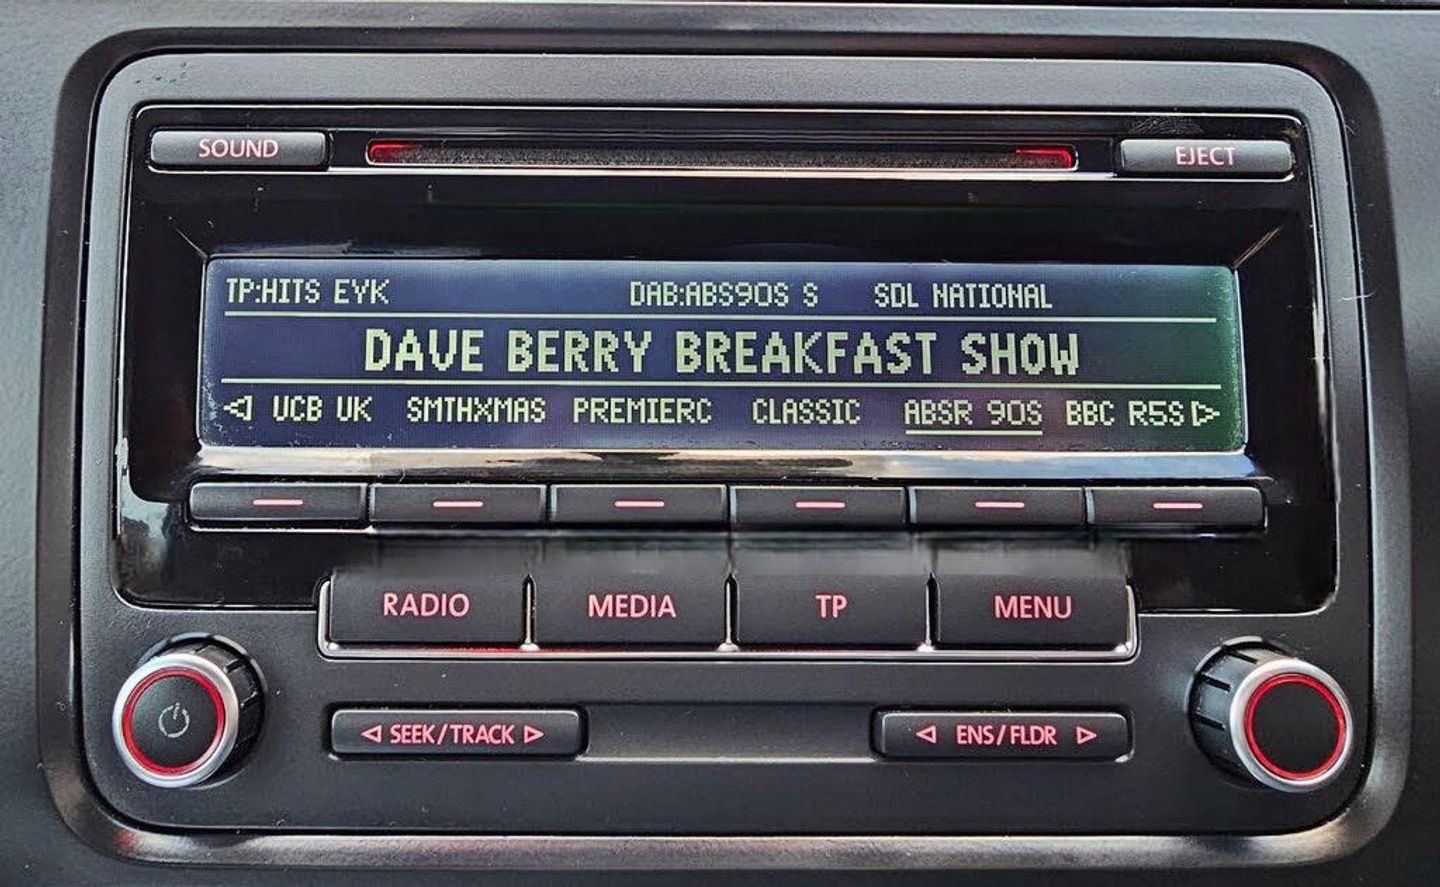 SOUND EJECT
TP:HITS EYK DAB:ABS90S S SDL NATIONAL
DAVE BERRY BREAKFAST SHOW
UCB UK SMTHXMAS PREMIERC CLASSIC ABSR 90S BBC R5S
RADIO MEDIA TP MENU
SEEK/TRACK ENS/FLDR